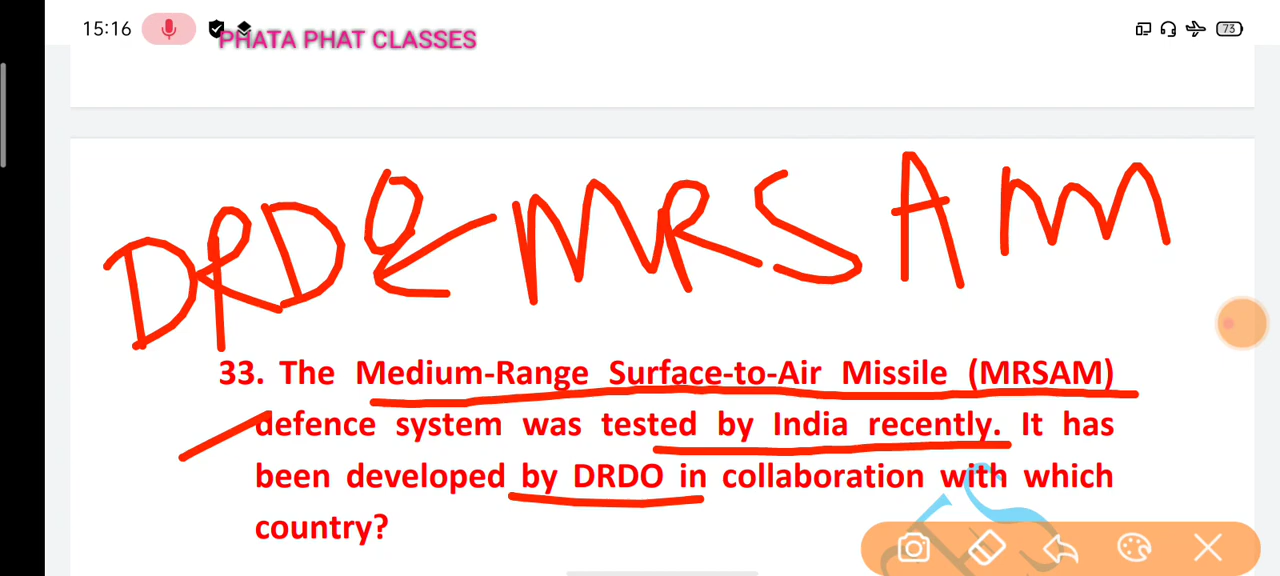 15:16
73
PHATA PHAT CLASSES
DRDO MRSAM
33. The Medium-Range Surface-to-Air Missile (MRSAM)
defence system was tested by India recently. It has
been developed by DRDO in collaboration with which
country?